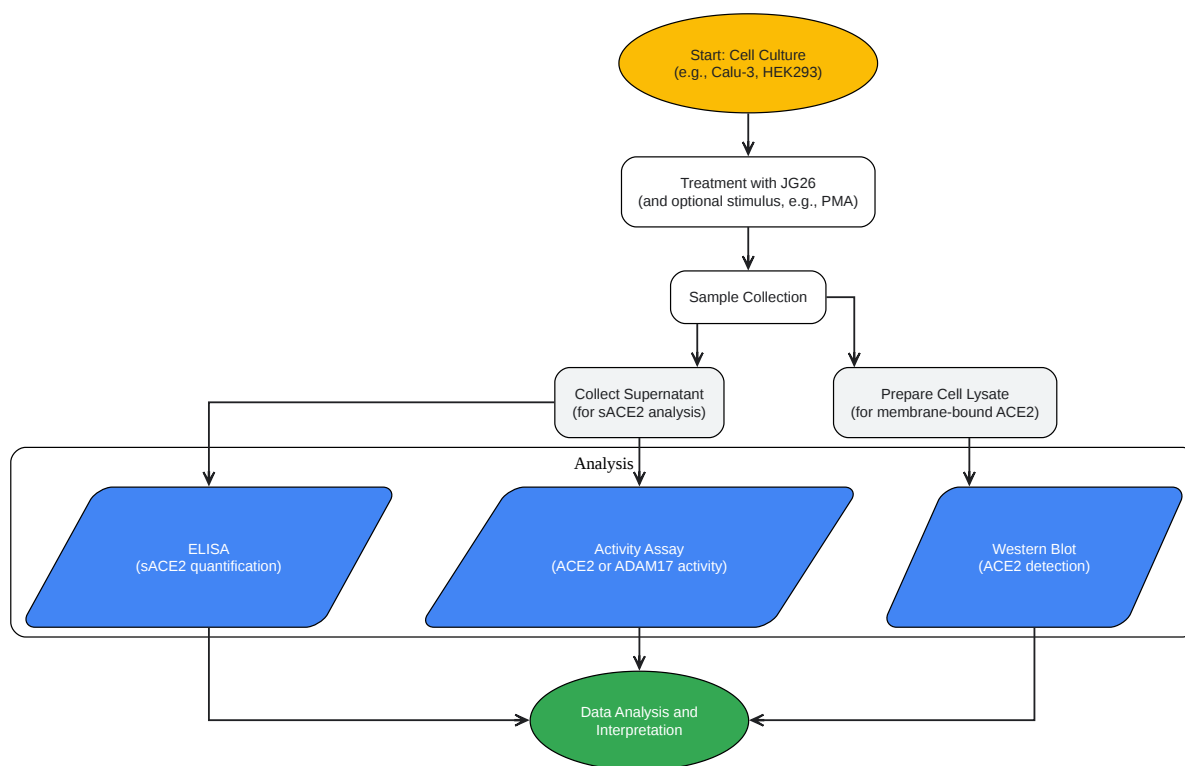 Start: Cell Culture
(e.g., Calu-3, HEK293)
Treatment with JG26
(and optional stimulus, e.g., PMA)
Sample Collection
Collect Supernatant
(for sACE2 analysis)
Prepare Cell Lysate
(for membrane-bound ACE2)
Analysis
ELISA
(sACE2 quantification)
Activity Assay
(ACE2 or ADAM17 activity)
Western Blot
(ACE2 detection)
Data Analysis and
Interpretation